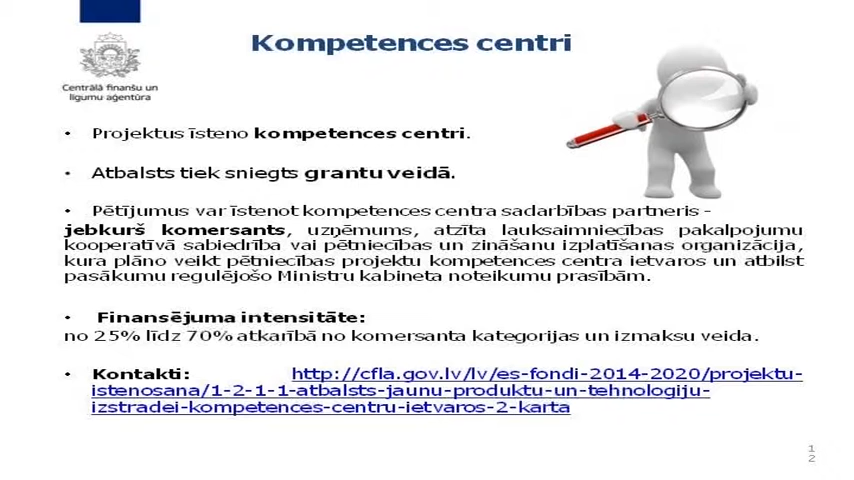 Kompetences centri
Centrālā finanšu un
līgumu aģentūra
• Projektus īsteno kompetences centri.
• Atbalsts tiek sniegts grantu veidā.
• Pētījumus var īstenot kompetences centra sadarbības partneris -
jebkurš komersants, uzņēmums, atzīta lauksaimniecības pakalpojumu
kooperatīvā sabiedrība vai pētniecības un zināšanu izplatīšanas organizācija,
kura plāno veikt pētniecības projektu kompetences centra ietvaros un atbilst
pasākumu regulējošo Ministru kabineta noteikumu prasībām.
• Finansējuma intensitāte:
no 25% līdz 70% atkarībā no komersanta kategorijas un izmaksu veida.
• Kontakti: http://cfla.gov.lv/lv/es-fondi-2014-2020/projektu-
istenosana/1-2-1-1-atbalsts-jaunu-produktu-un-tehnologiju-
izstradei-kompetences-centru-ietvaros-2-karta
1
2